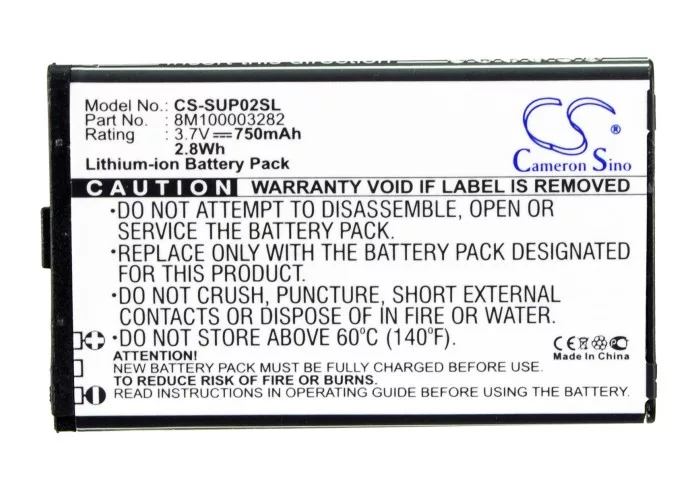 Model No.: CS-SUP02SL
Part No. : 8M100003282
Rating : 3.7V⎓750mAh
2.8Wh
Lithium-ion Battery Pack
CS
Cameron Sino
CAUTION WARRANTY VOID IF LABEL IS REMOVED
•DO NOT ATTEMPT TO DISASSEMBLE, OPEN OR
SERVICE THE BATTERY PACK.
•REPLACE ONLY WITH THE BATTERY PACK DESIGNED
FOR THIS PRODUCT.
•DO NOT CRUSH, PUNCTURE, SHORT EXTERNAL
CONTACTS OR DISPOSE OF IN FIRE OR WATER.
•DO NOT STORE ABOVE 60°C (140°F).
CE
Made In China
ATTENTION!
NEW BATTERY PACK MUST BE FULLY CHARGED BEFORE USE.
TO REDUCE RISK OF FIRE OR BURNS.
READ INSTRUCTIONS IN OPERATING GUIDE BEFORE BEFORE USING.